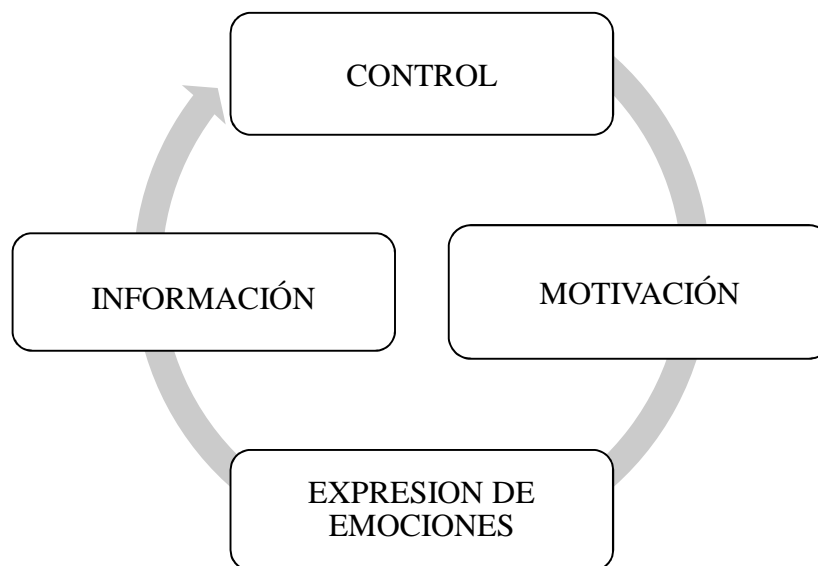 CONTROL
MOTIVACIÓN
EXPRESION DE
EMOCIONES
INFORMACIÓN